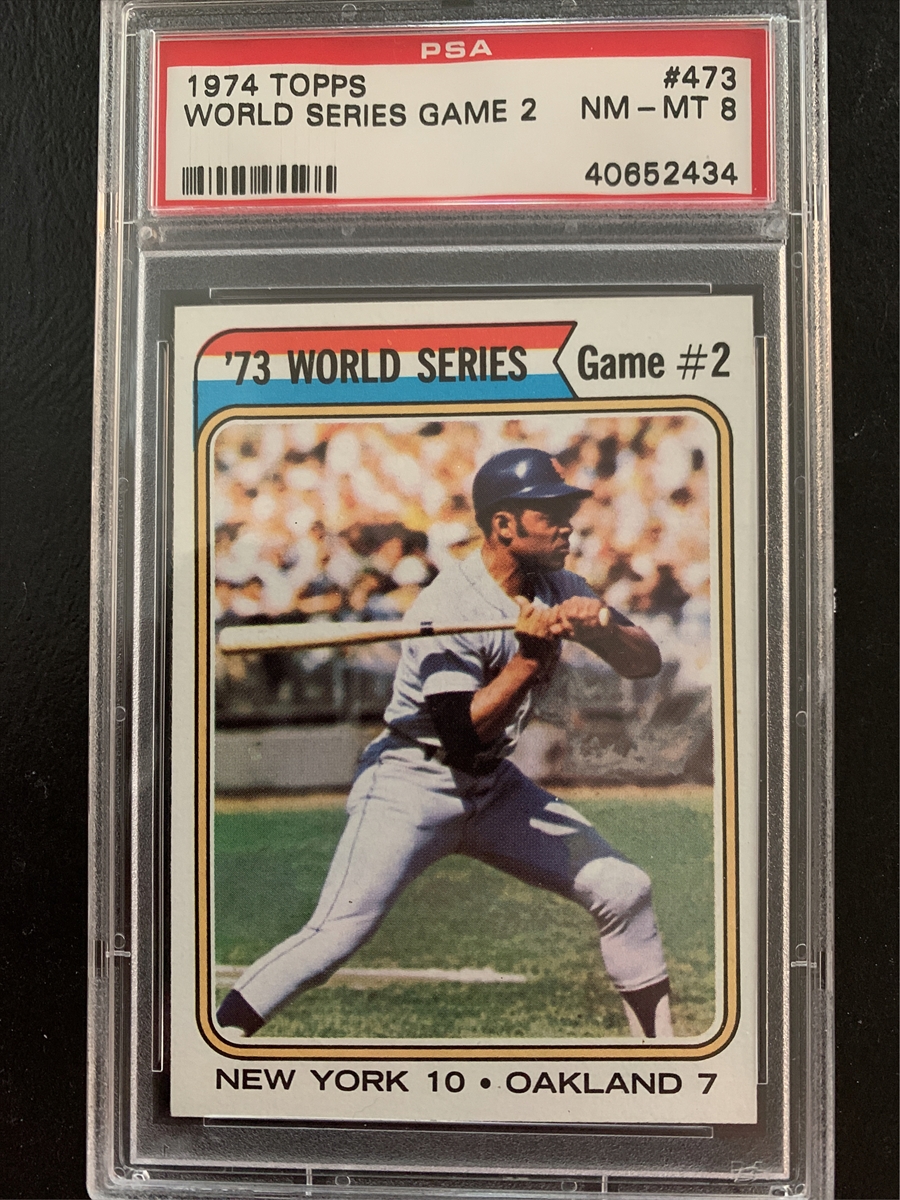 PSA
1974 TOPPS #473
WORLD SERIES GAME 2 NM - MT 8
40652434
'73 WORLD SERIES Game #2
NEW YORK 10 • OAKLAND 7